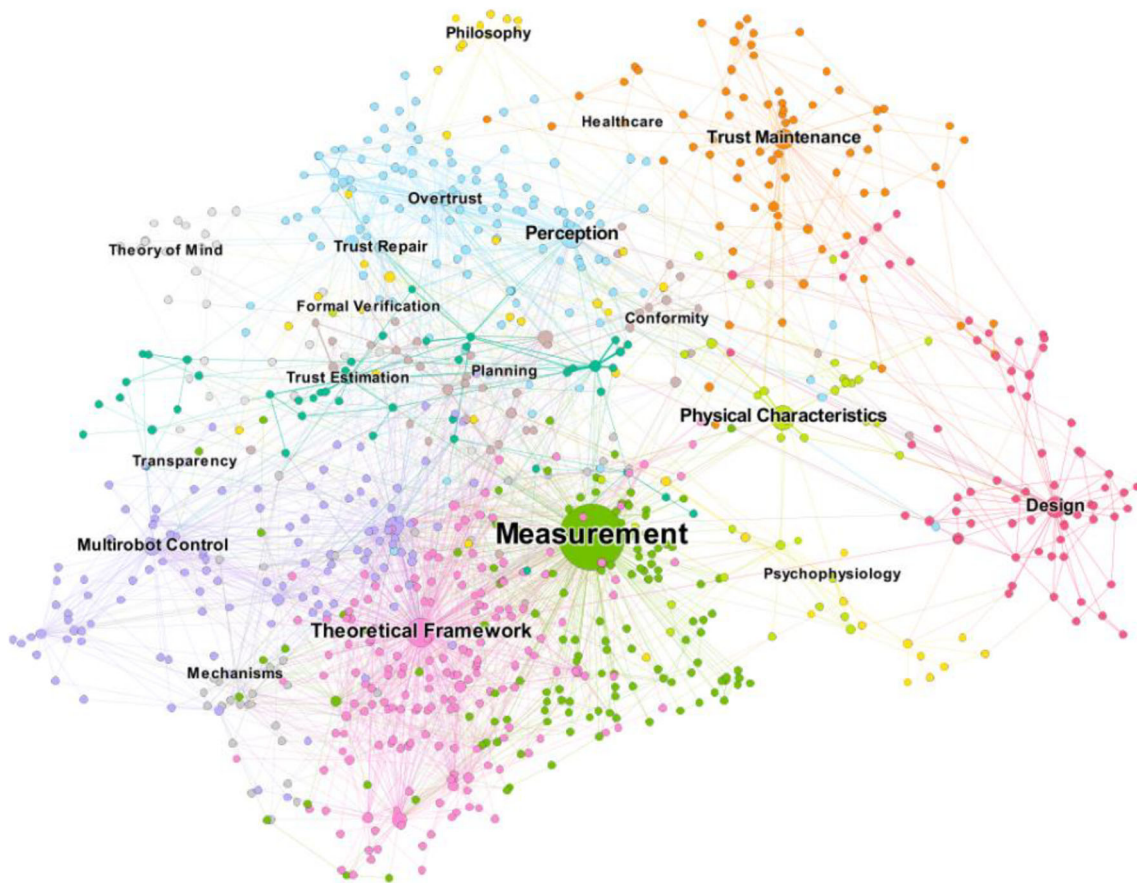 Philosophy
Healthcare
Trust Maintenance
Overtrust
Perception
Trust Repair
Theory of Mind
Formal Verification
Conformity
Planning
Trust Estimation
Physical Characteristics
Transparency
Design
Measurement
Multirobot Control
Psychophysiology
Theoretical Framework
Mechanisms